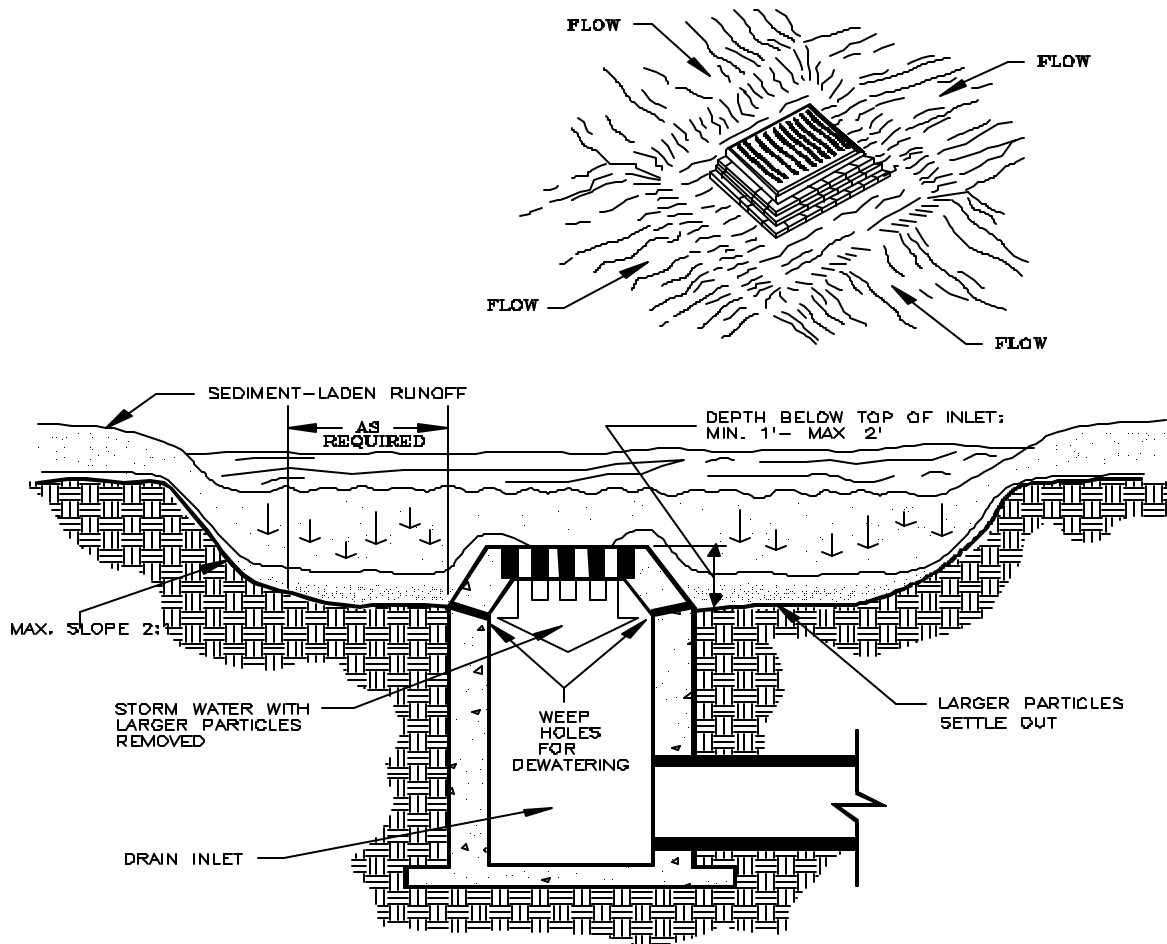 FLOW
FLOW
FLOW
FLOW
SEDIMENT-LADEN RUNOFF
AS
REQUIRED
DEPTH BELOW TOP OF INLET:
MIN. 1'- MAX 2'
MAX. SLOPE 2:1
STORM WATER WITH
LARGER PARTICLES
REMOVED
WEEP
HOLES
FOR
DEWATERING
LARGER PARTICLES
SETTLE OUT
DRAIN INLET